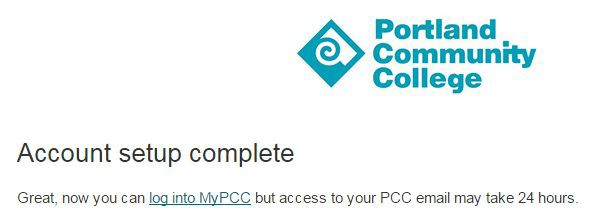 Portland
Community
College
Account setup complete
Great, now you can log into MyPCC but access to your PCC email may take 24 hours.